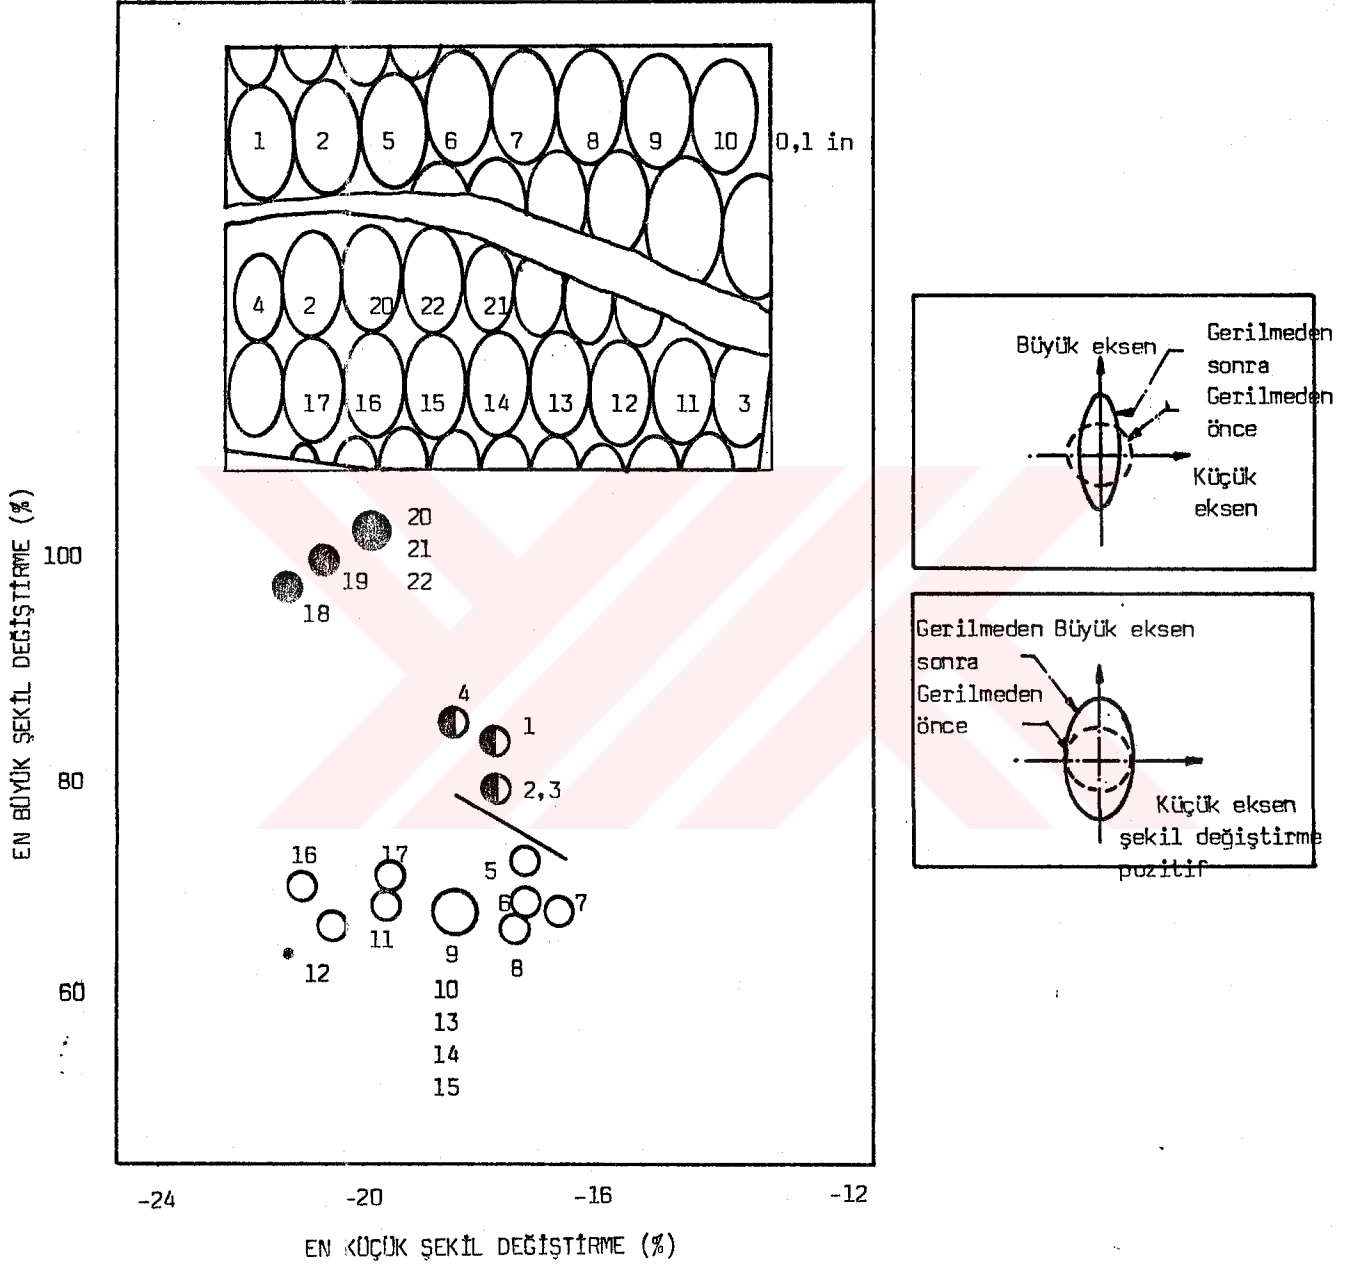 1 2 5 6 7 8 9 10 0,1 in
4 2 20 22 21
17 16 15 14 13 12 11 3
Büyük eksen
Gerilmeden
sonra
Gerilmeden
önce
Küçük
eksen
EN BÜYÜK ŞEKİL DEĞİŞTİRME (%)
100
80
60
20
21
22
19
18
4
1
2,3
16
17
5
6
7
11
9
8
12
10
13
14
15
Gerilmeden Büyük eksen
sonra
Gerilmeden
önce
Küçük eksen
şekil değiştirme
pozitif
-24 -20 -16 -12
EN KÜÇÜK ŞEKİL DEĞİŞTİRME (%)